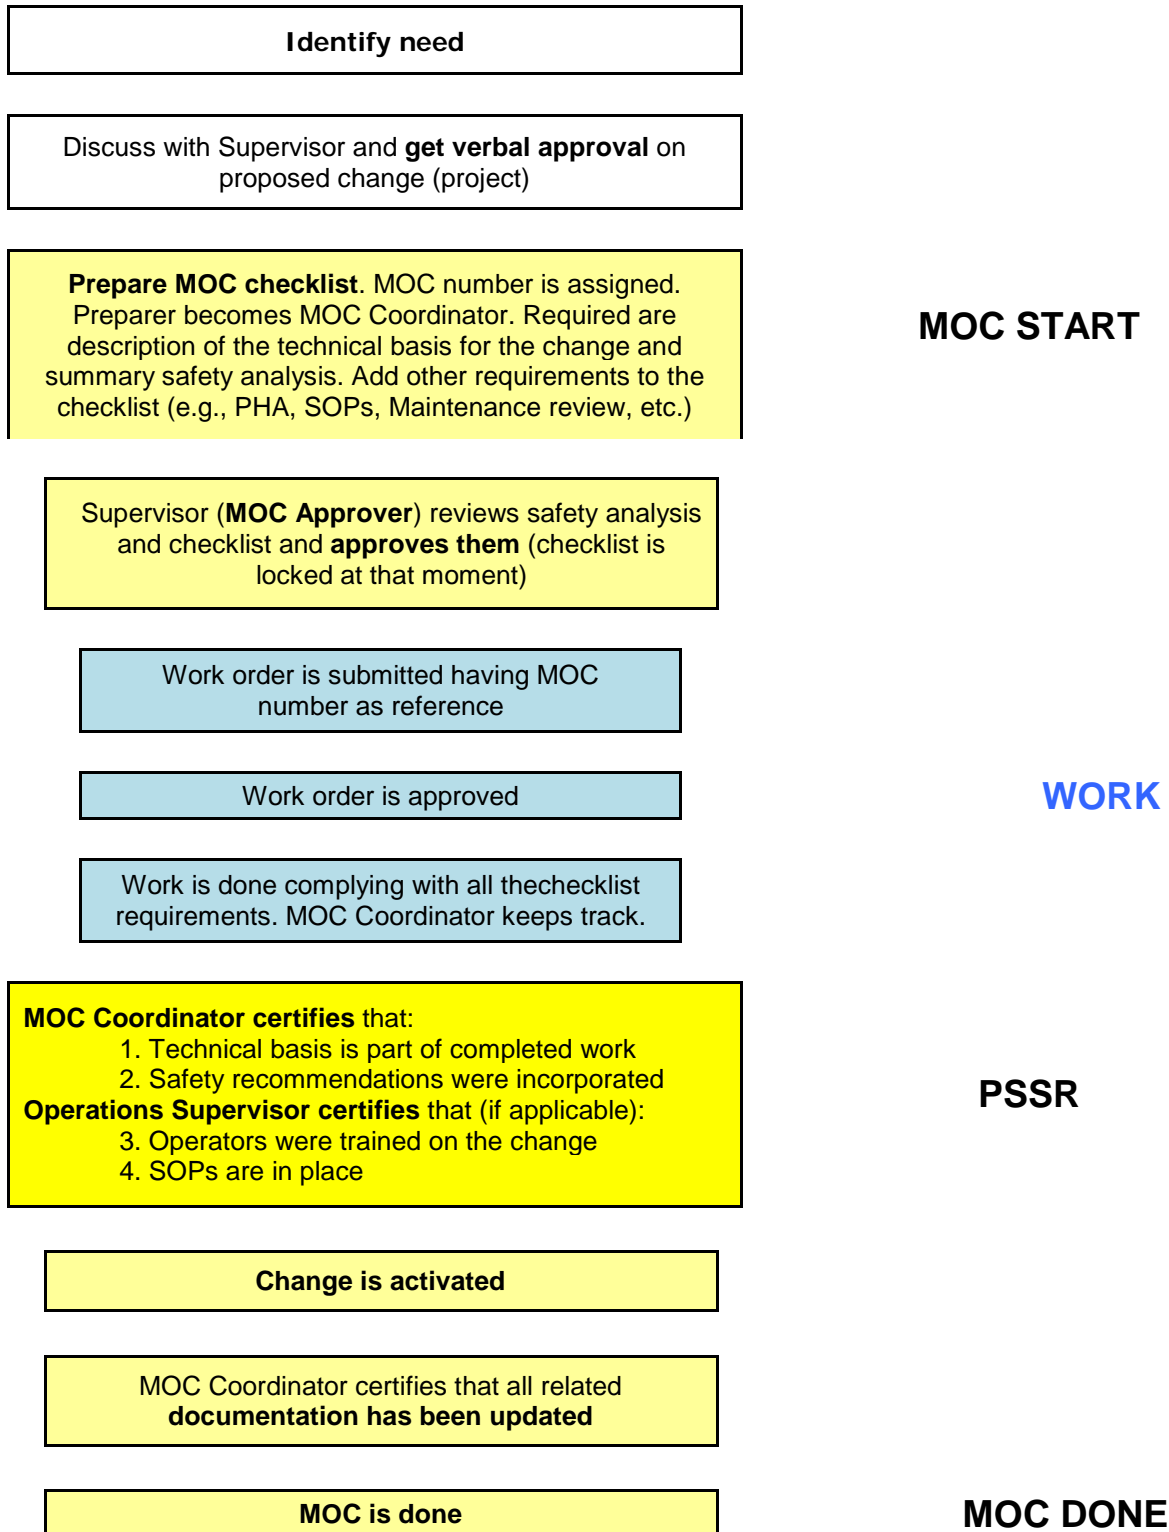 Identify need
Discuss with Supervisor and get verbal approval on
proposed change (project)
Prepare MOC checklist. MOC number is assigned.
Preparer becomes MOC Coordinator. Required are
description of the technical basis for the change and
summary safety analysis. Add other requirements to the
checklist (e.g., PHA, SOPs, Maintenance review, etc.)
MOC START
Supervisor (MOC Approver) reviews safety analysis
and checklist and approves them (checklist is
locked at that moment)
Work order is submitted having MOC
number as reference
Work order is approved
WORK
Work is done complying with all thechecklist
requirements. MOC Coordinator keeps track.
MOC Coordinator certifies that:
1. Technical basis is part of completed work
2. Safety recommendations were incorporated
Operations Supervisor certifies that (if applicable):
3. Operators were trained on the change
4. SOPs are in place
PSSR
Change is activated
MOC Coordinator certifies that all related
documentation has been updated
MOC is done
MOC DONE